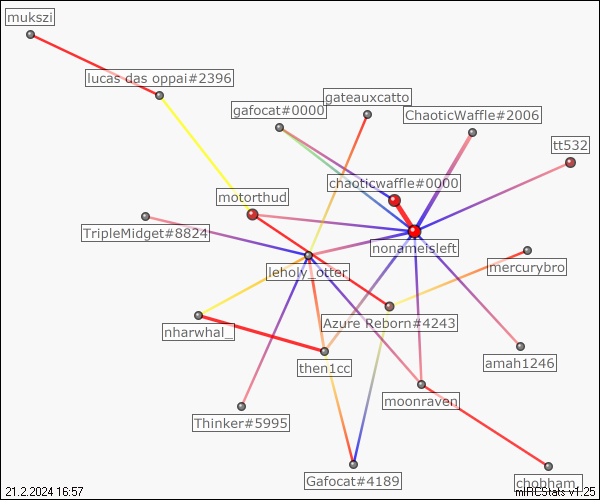 mukszi
lucas das oppai#2396
gateauxcatto
gafocat#0000
ChaoticWaffle#2006
tt532
chaoticwaffle#0000
motorthud
TripleMidget#8824
nonameisleft
mercurybro
leholy_otter
Azure Reborn#4243
nharwhal_
then1cc
amah1246
moonraven
Thinker#5995
Gafocat#4189
chobham_
21.2.2024 16:57
mIRCStats v1.25